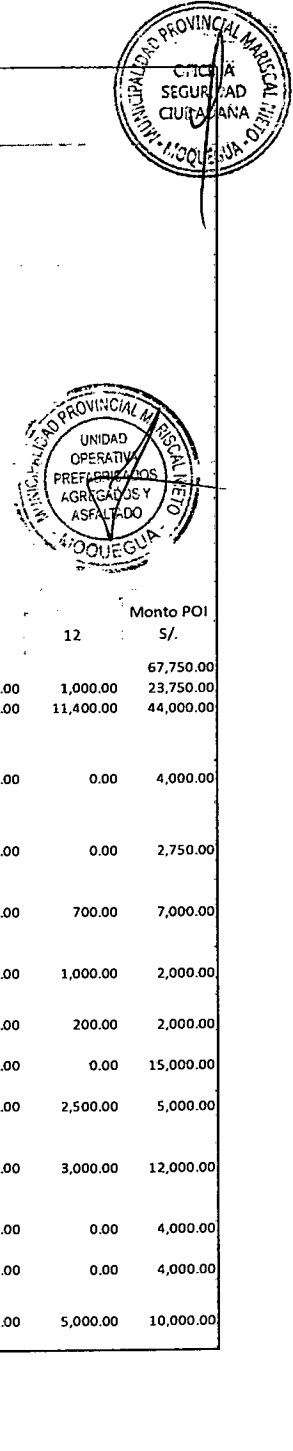 MUNICIPALIDAD PROVINCIAL MARISCAL NIETO
OFICINA
SEGURIDAD
CIUDADANA
- MOQUEGUA -
MUNICIPALIDAD PROVINCIAL MARISCAL NIETO
UNIDAD
OPERATIVA
PREFABRICADOS
AGREGADOS Y
ASFALTADO
- MOQUEGUA -
Monto POI
12 S/.
67,750.00
.00 1,000.00 23,750.00
.00 11,400.00 44,000.00
.00 0.00 4,000.00
.00 0.00 2,750.00
.00 700.00 7,000.00
.00 1,000.00 2,000.00
.00 200.00 2,000.00
.00 0.00 15,000.00
.00 2,500.00 5,000.00
.00 3,000.00 12,000.00
.00 0.00 4,000.00
.00 0.00 4,000.00
.00 5,000.00 10,000.00